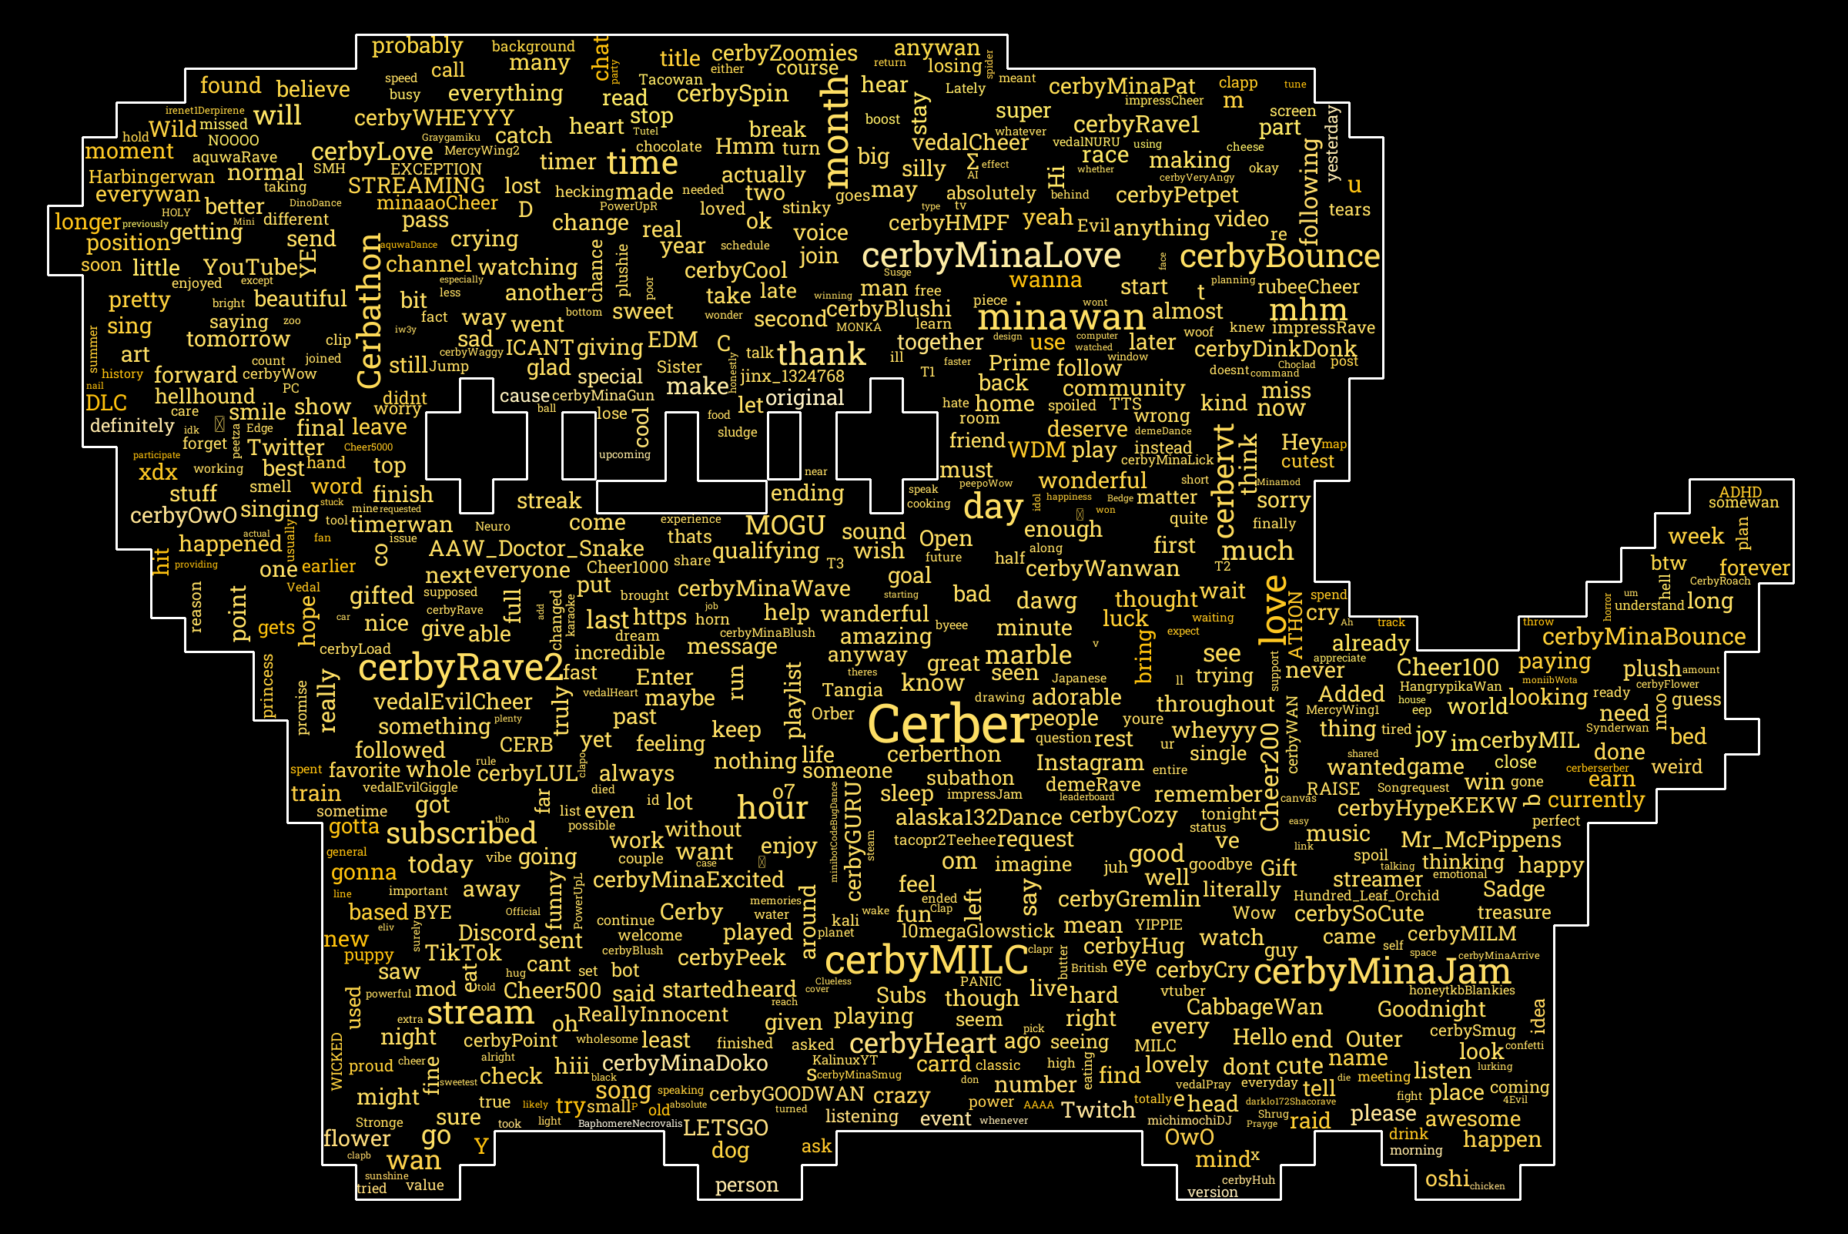 probably background many chat title cerbyZoomies anywan
call party either course return losing spider meant
found believe speed Tacowan hear Lately cerbyMinaPat clapp tune
busy everything read cerbySpin month stay impressCheer m screen
irenet1Derpirene will cerbyWHEYYY stop boost super yesterday
hold Wild missed catch heart Tutel break whatever cerbyRave1 part
NOOOO Graygamiku chocolate Hmm turn vedalCheer vedalNURU using cheese
moment aquwaRave cerbyLove MercyWing2 timer time big silly Σ effect race making following
Harbingerwan normal SMH EXCEPTION actually AI Hi whether cerbyVeryAngy okay
everywan taking STREAMING lost hecking made needed two goes may absolutely behind cerbyPetpet u
HOLY better DinoDance minaaoCheer D PowerUpR loved stinky type tv tears
longer previously Mini different pass change real ok voice cerbyHMPF yeah Evil anything video re
position getting send YE aquwaDance crying year schedule join
soon little YouTube Cerbathon channel watching chance plushie cerbyCool cerbyMinaLove face cerbyBounce
enjoyed except especially poor Susge wanna planning
pretty bright beautiful bit less another take late winning man free piece start t rubeeCheer
saying zoo fact way bottom sweet wonder second cerbyBlushi minawan wont almost mhm
sing iw3y went MONKA learn woof knew impressRave
summer tomorrow clip sad ICANT giving EDM C talk thank together design use computer later cerbyDinkDonk
art count joined still Jump cerbyWaggy honestly ill faster watched window Choclad post
history forward cerbyWow glad special Sister jinx_1324768 T1 Prime follow doesnt command
nail hellhound PC cause cerbyMinaGun make original back community miss
DLC care smile show didnt worry ball lose cool food let hate home spoiled TTS kind now
definitely idk peetza Edge final leave sludge room deserve demeDance wrong
forget Twitter Cheer5000 upcoming friend WDM play instead cerbervt think Hey map
participate xdx working best hand top near must cerbyMinaLick cutest
stuff smell word finish streak ending speak peepoWow wonderful short Minamod
cerbyOwO singing stuck mine requested cooking day idol happiness Bedge won matter sorry
tool timerwan Neuro come experience MOGU sound enough quite finally
actual usually fan issue thats
hit happened co AAW_Doctor_Snake qualifying wish Open along first much
providing one earlier next everyone Cheer1000 share T3 future half cerbyWanwan T2
reason point Vedal gifted supposed put brought cerbyMinaWave goal starting bad dawg thought wait love
hope car nice cerbyRave full add changed karaoke last https job horn help wanderful byeee minute luck waiting ATHON spend cry
gets give able dream cerbyMinaBlush amazing v expect Ah track
cerbyLoad incredible message anyway great marble bring see already
princess promise really cerbyRave2 fast Enter run playlist theres know seen Japanese ll trying support never appreciate
vedalEvilCheer truly vedalHeart maybe Tangia drawing adorable throughout
something plenty past Orber Cerber people youre wheyyy cerbyWAN
followed CERB yet feeling keep question rest ur single
rule clapo nothing life cerberthon Instagram entire
spent favorite whole cerbyLUL always someone subathon demeRave remember Cheer200
train vedalEvilGiggle died cerbyGURU minibotCodeBugDance sleep impressJam leaderboard canvas
sometime got far list even id lot o7 hour alaska132Dance cerbyCozy tonight
gotta subscribed tho possible work without steam tacopr2Teehee request status easy
general today vibe going couple want case enjoy om imagine juh good ve goodbye link
gonna line important away funny PowerUpL cerbyMinaExcited feel well Gift
based BYE Official memories around ended left say cerbyGremlin literally
eliv surely Discord sent continue Cerby water kali wake fun Clap mean YIPPIE Wow
new puppy TikTok welcome played planet l0megaGlowstick clapr cerbyHug watch guy
saw eat hug cant set bot cerbyBlush cerbyPeek cerbyMILC butter British eye cerbyCry cerbyMinaJam
used powerful mod told Cheer500 said started heard Clueless cover PANIC live hard vtuber
extra stream oh ReallyInnocent reach given playing Subs though seem right CabbageWan
WICKED night cerbyPoint wholesome least finished asked cerbyHeart pick ago seeing MILC every Hello end Outer
proud cheer fine alright hiii cerbyMinaDoko KalinuxYT carrd classic high eating find lovely dont cute name
sweetest check black s cerbyMinaSmug don number vedalPray everyday tell die meeting
might true likely try song small P speaking old absolute cerbyGOODWAN crazy power AAAA Twitch totally e head dark1o172Shacorave
Stronge sure took light BaphomereNecrovalis turned listening event whenever michimochiDJ Shrug Prayge raid please
flower go Y LETSGO dog ask OwO drink happen
clapb wan mind x morning
sunshine tried value person cerbyHuh version oshi chicken
ADHD somewan
week plan
btw hell forever
CerbyRoach
horror um understand long
throw cerbyMinaBounce
Cheer100 paying plush amount
moniibWota cerbyFlower
Added HangrypikaWan looking ready guess
MercyWing1 house eep world need moo
thing tired joy im cerbyMIL Synderwan bed
shared done
wanted game close cerberserber weird
RAISE Songrequest win gone earn
cerbyHype KEKW b currently
music perfect
Mr_McPippens
spoil talking thinking happy
streamer emotional
Hundred_Leaf_Orchid Sadge
cerbySoCute treasure
came self cerbyMILM
space cerbyMinaArrive
honeytkbBlankies
Goodnight idea
cerbySmug confetti
look lurking
listen
fight place coming 4Evil
awesome